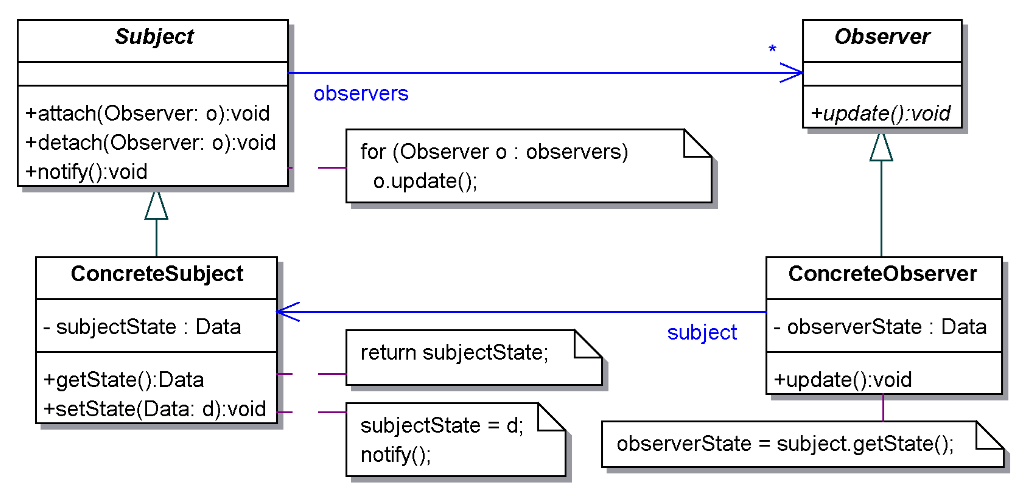 Subject
+attach(Observer: o):void
+detach(Observer: o):void
+notify():void
observers
*
Observer
+update():void
for (Observer o : observers)
o.update();
ConcreteSubject
- subjectState : Data
+getState():Data
+setState(Data: d):void
subject
ConcreteObserver
- observerState : Data
+update():void
return subjectState;
subjectState = d;
notify();
observerState = subject.getState();